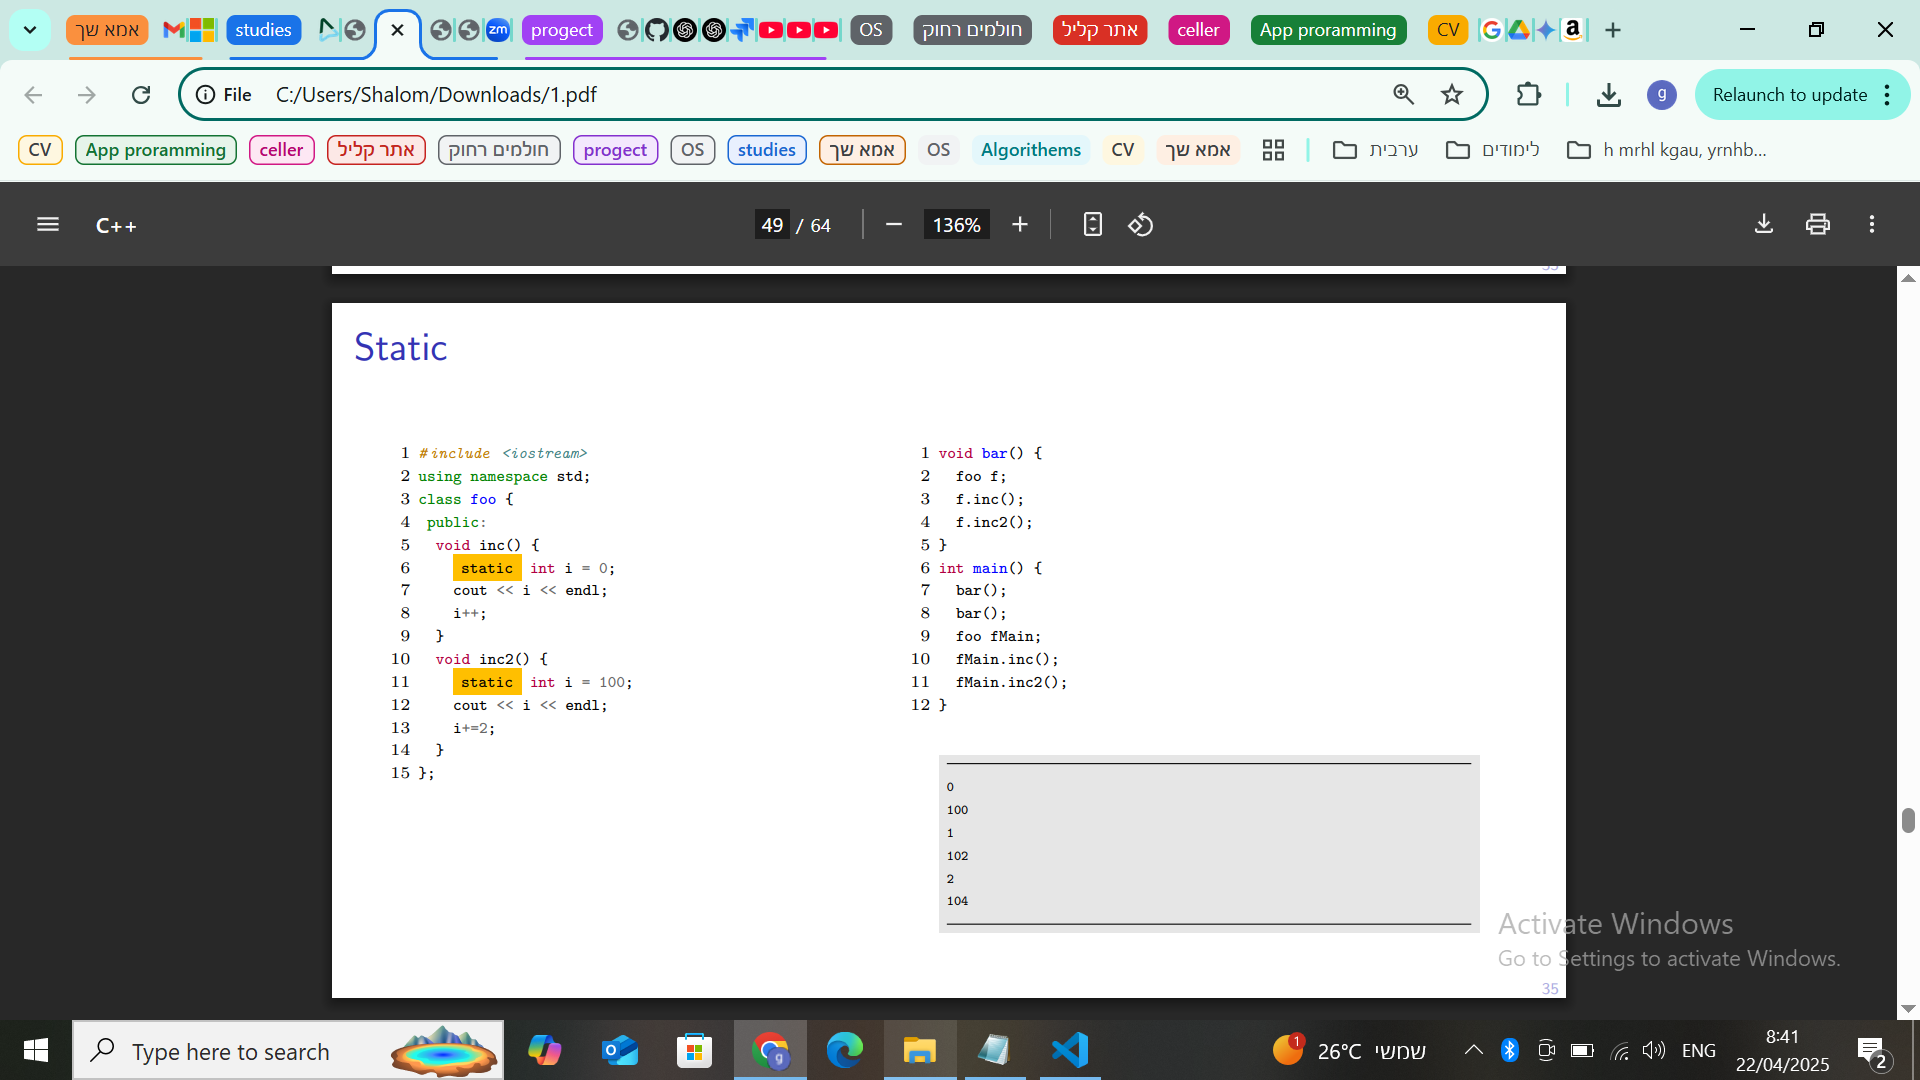 אמא שך studies zm progect OS חולמים רחוק אתר קליל celler App proramming CV
File C:/Users/Shalom/Downloads/1.pdf g Relaunch to update
CV App proramming celler אתר קליל חולמים רחוק progect OS studies אמא שך OS Algorithems CV אמא שך ערבית לימודים h mrhl kgau, yrnhb...
C++ 49 / 64 136%
Static
1 #include <iostream>
2 using namespace std;
3 class foo {
4 public:
5 void inc() {
6 static int i = 0;
7 cout << i << endl;
8 i++;
9 }
10 void inc2() {
11 static int i = 100;
12 cout << i << endl;
13 i+=2;
14 }
15 };
1 void bar() {
2 foo f;
3 f.inc();
4 f.inc2();
5 }
6 int main() {
7 bar();
8 bar();
9 foo fMain;
10 fMain.inc();
11 fMain.inc2();
12 }
0
100
1
102
2
104
Activate Windows
Go to Settings to activate Windows.
35
Type here to search 1 26°C שמשי ENG 8:41
22/04/2025 2